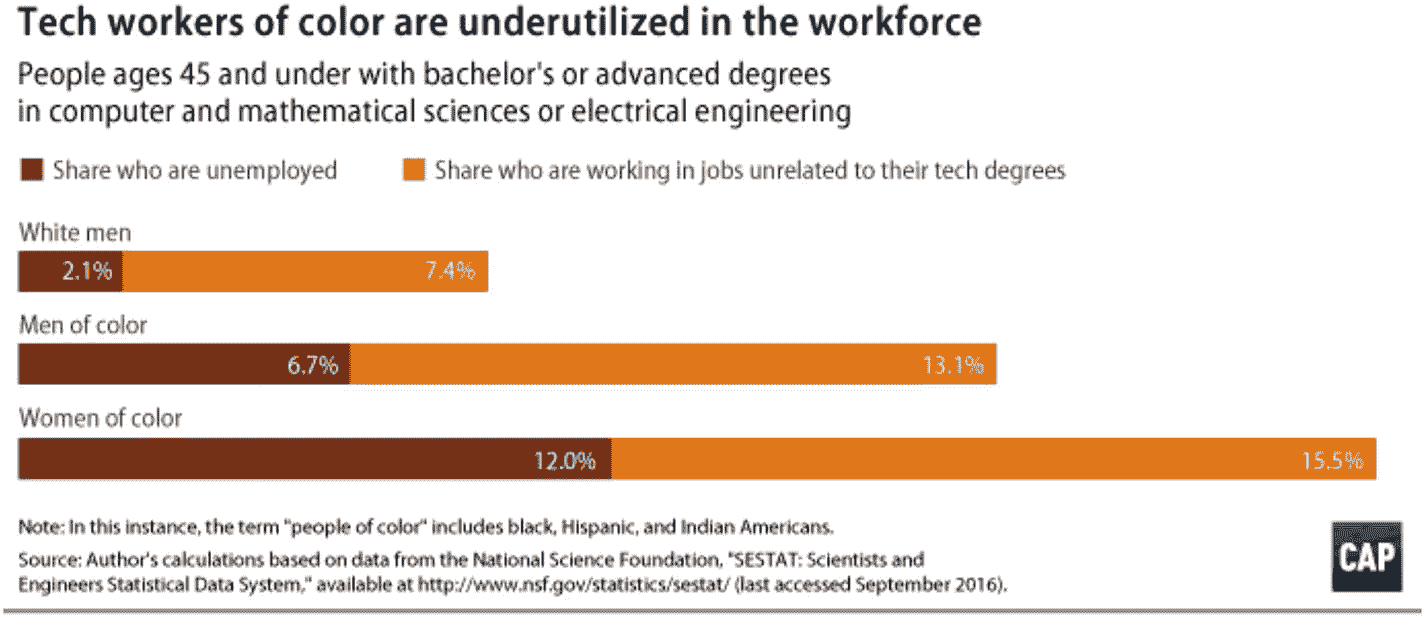 Tech workers of color are underutilized in the workforce
People ages 45 and under with bachelor's or advanced degrees
in computer and mathematical sciences or electrical engineering
Share who are unemployed
Share who are working in jobs unrelated to their tech degrees
White men
2.1%
7.4%
Men of color
6.7%
13.1%
Women of color
12.0%
15.5%
Note: In this instance, the term "people of color" includes black, Hispanic, and Indian Americans.
Source: Author's calculations based on data from the National Science Foundation, "SESTAT: Scientists and
Engineers Statistical Data System," available at http://www.nsf.gov/statistics/sestat/ (last accessed September 2016).
CAP